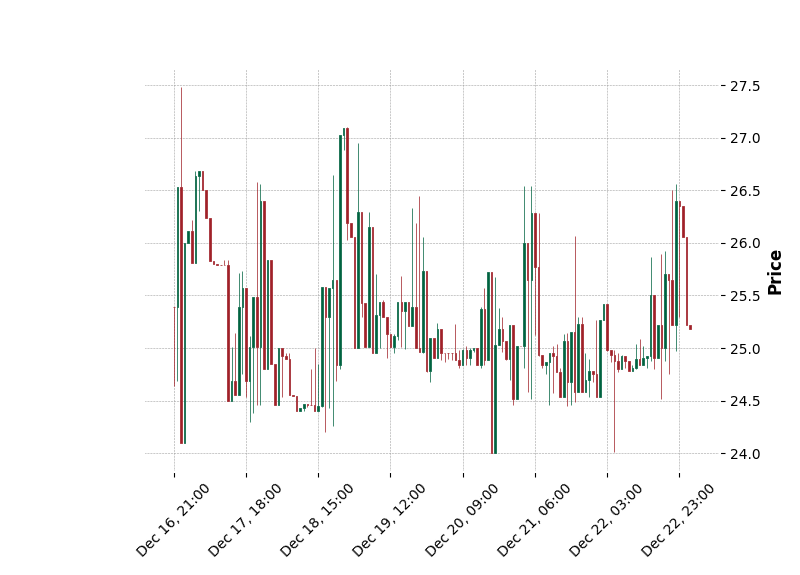 27.5
27.0
26.5
26.0
25.5
25.0
24.5
24.0
Price
Dec 16, 21:00
Dec 17, 18:00
Dec 18, 15:00
Dec 19, 12:00
Dec 20, 09:00
Dec 21, 06:00
Dec 22, 03:00
Dec 22, 23:00